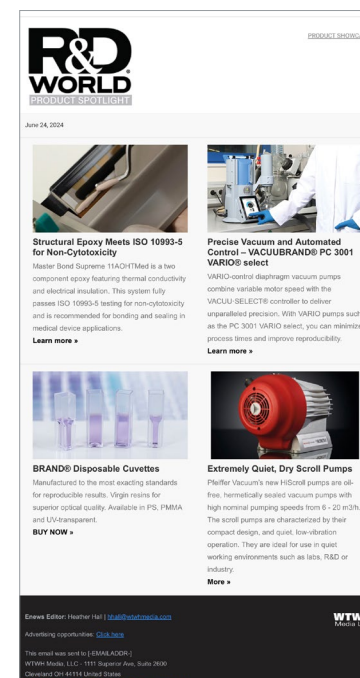 R&D
WORLD
PRODUCT SPOTLIGHT
PRODUCT SHOWCA
June 24, 2024
Structural Epoxy Meets ISO 10993-5
for Non-Cytotoxicity
Master Bond Supreme 11AOHTMed is a two
component epoxy featuring thermal conductivity
and electrical insulation. This system fully
passes ISO 10993-5 testing for non-cytotoxicity
and is recommended for bonding and sealing in
medical device applications.
Learn more »
Precise Vacuum and Automated
Control – VACUUBRAND® PC 3001
VARIO® select
VARIO-control diaphragm vacuum pumps
combine variable motor speed with the
VACUU·SELECT® controller to deliver
unparalleled precision. With VARIO pumps such
as the PC 3001 VARIO select, you can minimize
process times and improve reproducibility.
Learn more »
BRAND® Disposable Cuvettes
Manufactured to the most exacting standards
for reproducible results. Virgin resins for
superior optical quality. Available in PS, PMMA
and UV-transparent.
BUY NOW »
Extremely Quiet, Dry Scroll Pumps
Pfeiffer Vacuum's new HiScroll pumps are oil-
free, hermetically sealed vacuum pumps with
high nominal pumping speeds from 6 - 20 m3/h.
The scroll pumps are characterized by their
compact design, and quiet, low-vibration
operation. They are ideal for use in quiet
working environments such as labs, R&D or
industry.
More »
Enews Editor: Heather Hall | hhall@wtwhmedia.com
Advertising opportunities: Click here
This email was sent to [-EMAILADDR-]
WTWH Media, LLC - 1111 Superior Ave, Suite 2600
Cleveland OH 44114 United States
WTW
Media L